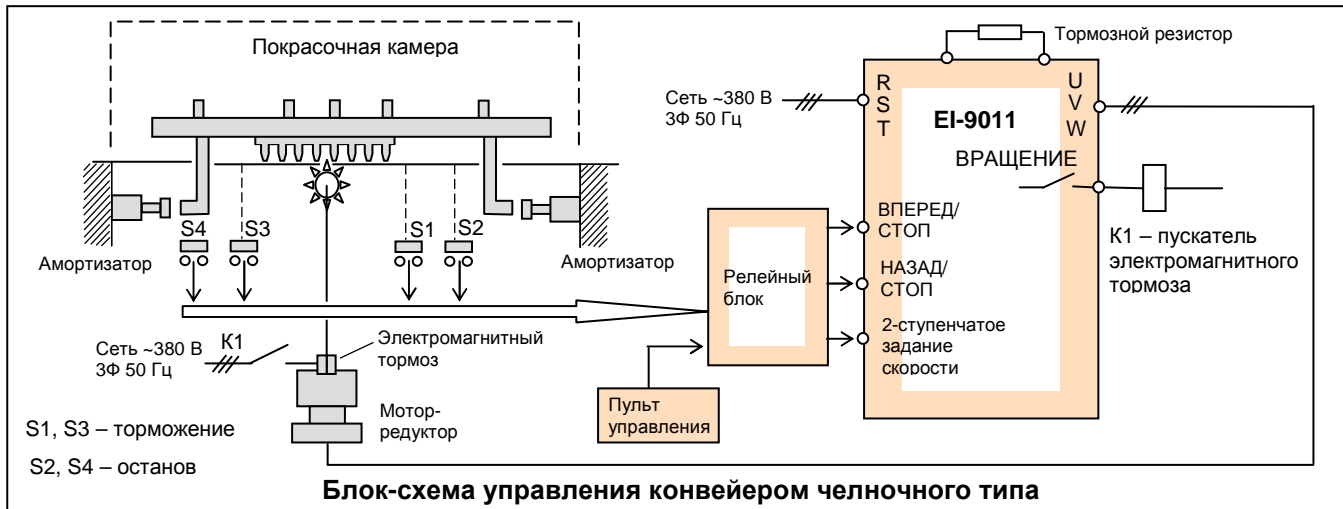 Покрасочная камера
Тормозной резистор
Сеть ~380 В
3Ф 50 Гц
R
S
T
EI-9011
U
V
W
ВРАЩЕНИЕ
S4
S3
S1
S2
Амортизатор
Амортизатор
Релейный
блок
ВПЕРЕД/
СТОП
НАЗАД/
СТОП
2-ступенчатое
задание
скорости
К1 – пускатель
электромагнитного
тормоза
Сеть ~380 В
3Ф 50 Гц
К1
Электромагнитный
тормоз
Мотор-
редуктор
Пульт
управления
S1, S3 – торможение
S2, S4 – останов
Блок-схема управления конвейером челночного типа